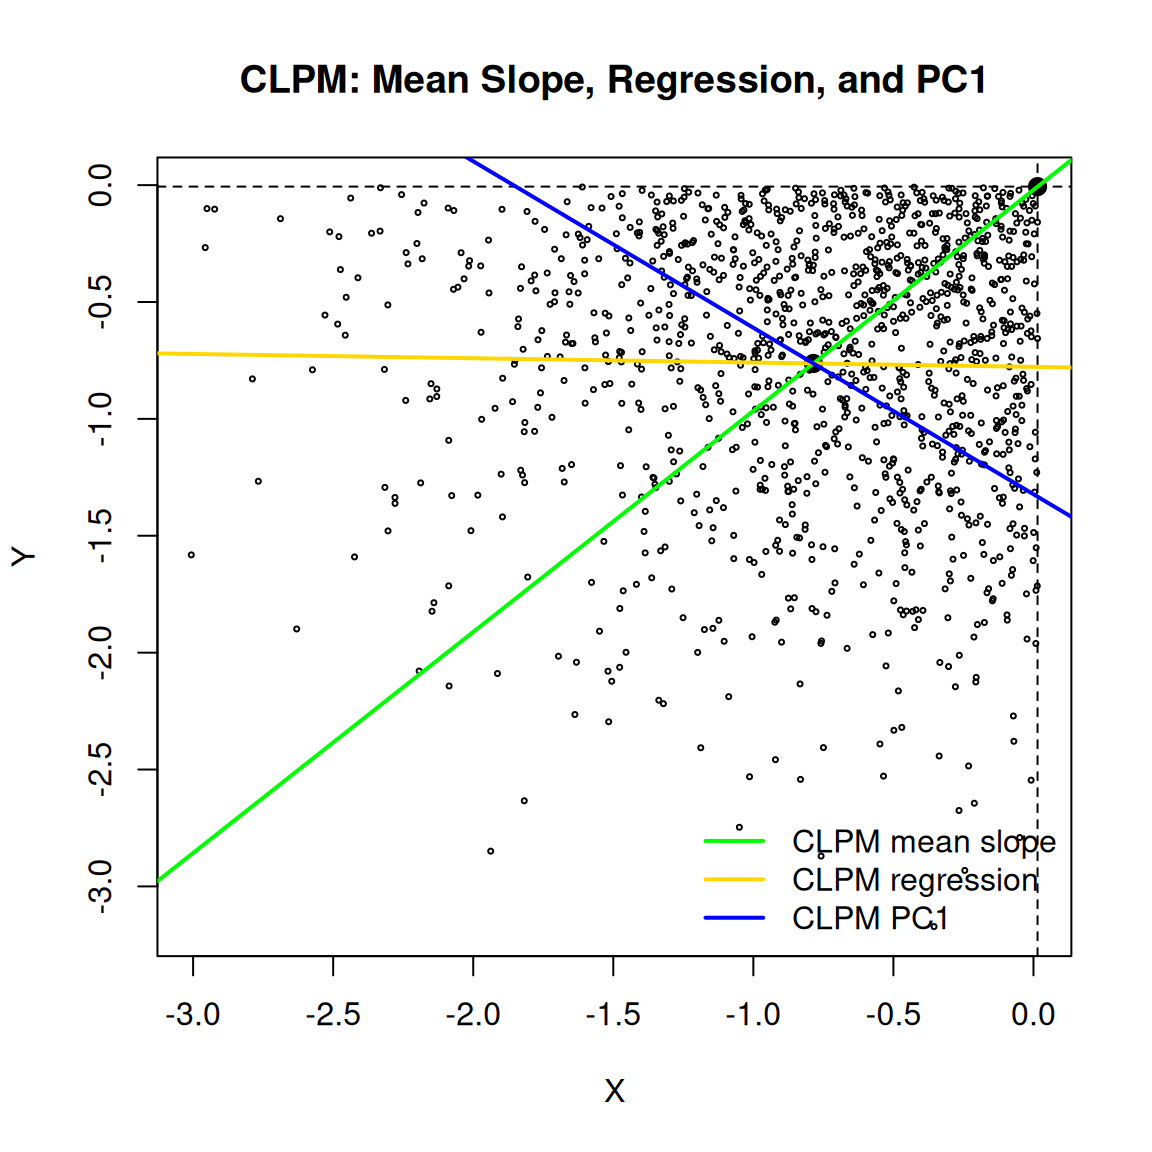 CLPM: Mean Slope, Regression, and PC1
0.0
-0.5
-1.0
-1.5
-2.0
-2.5
-3.0
Y
CLPM mean slope
CLPM regression
CLPM PC1
-3.0 -2.5 -2.0 -1.5 -1.0 -0.5 0.0
X